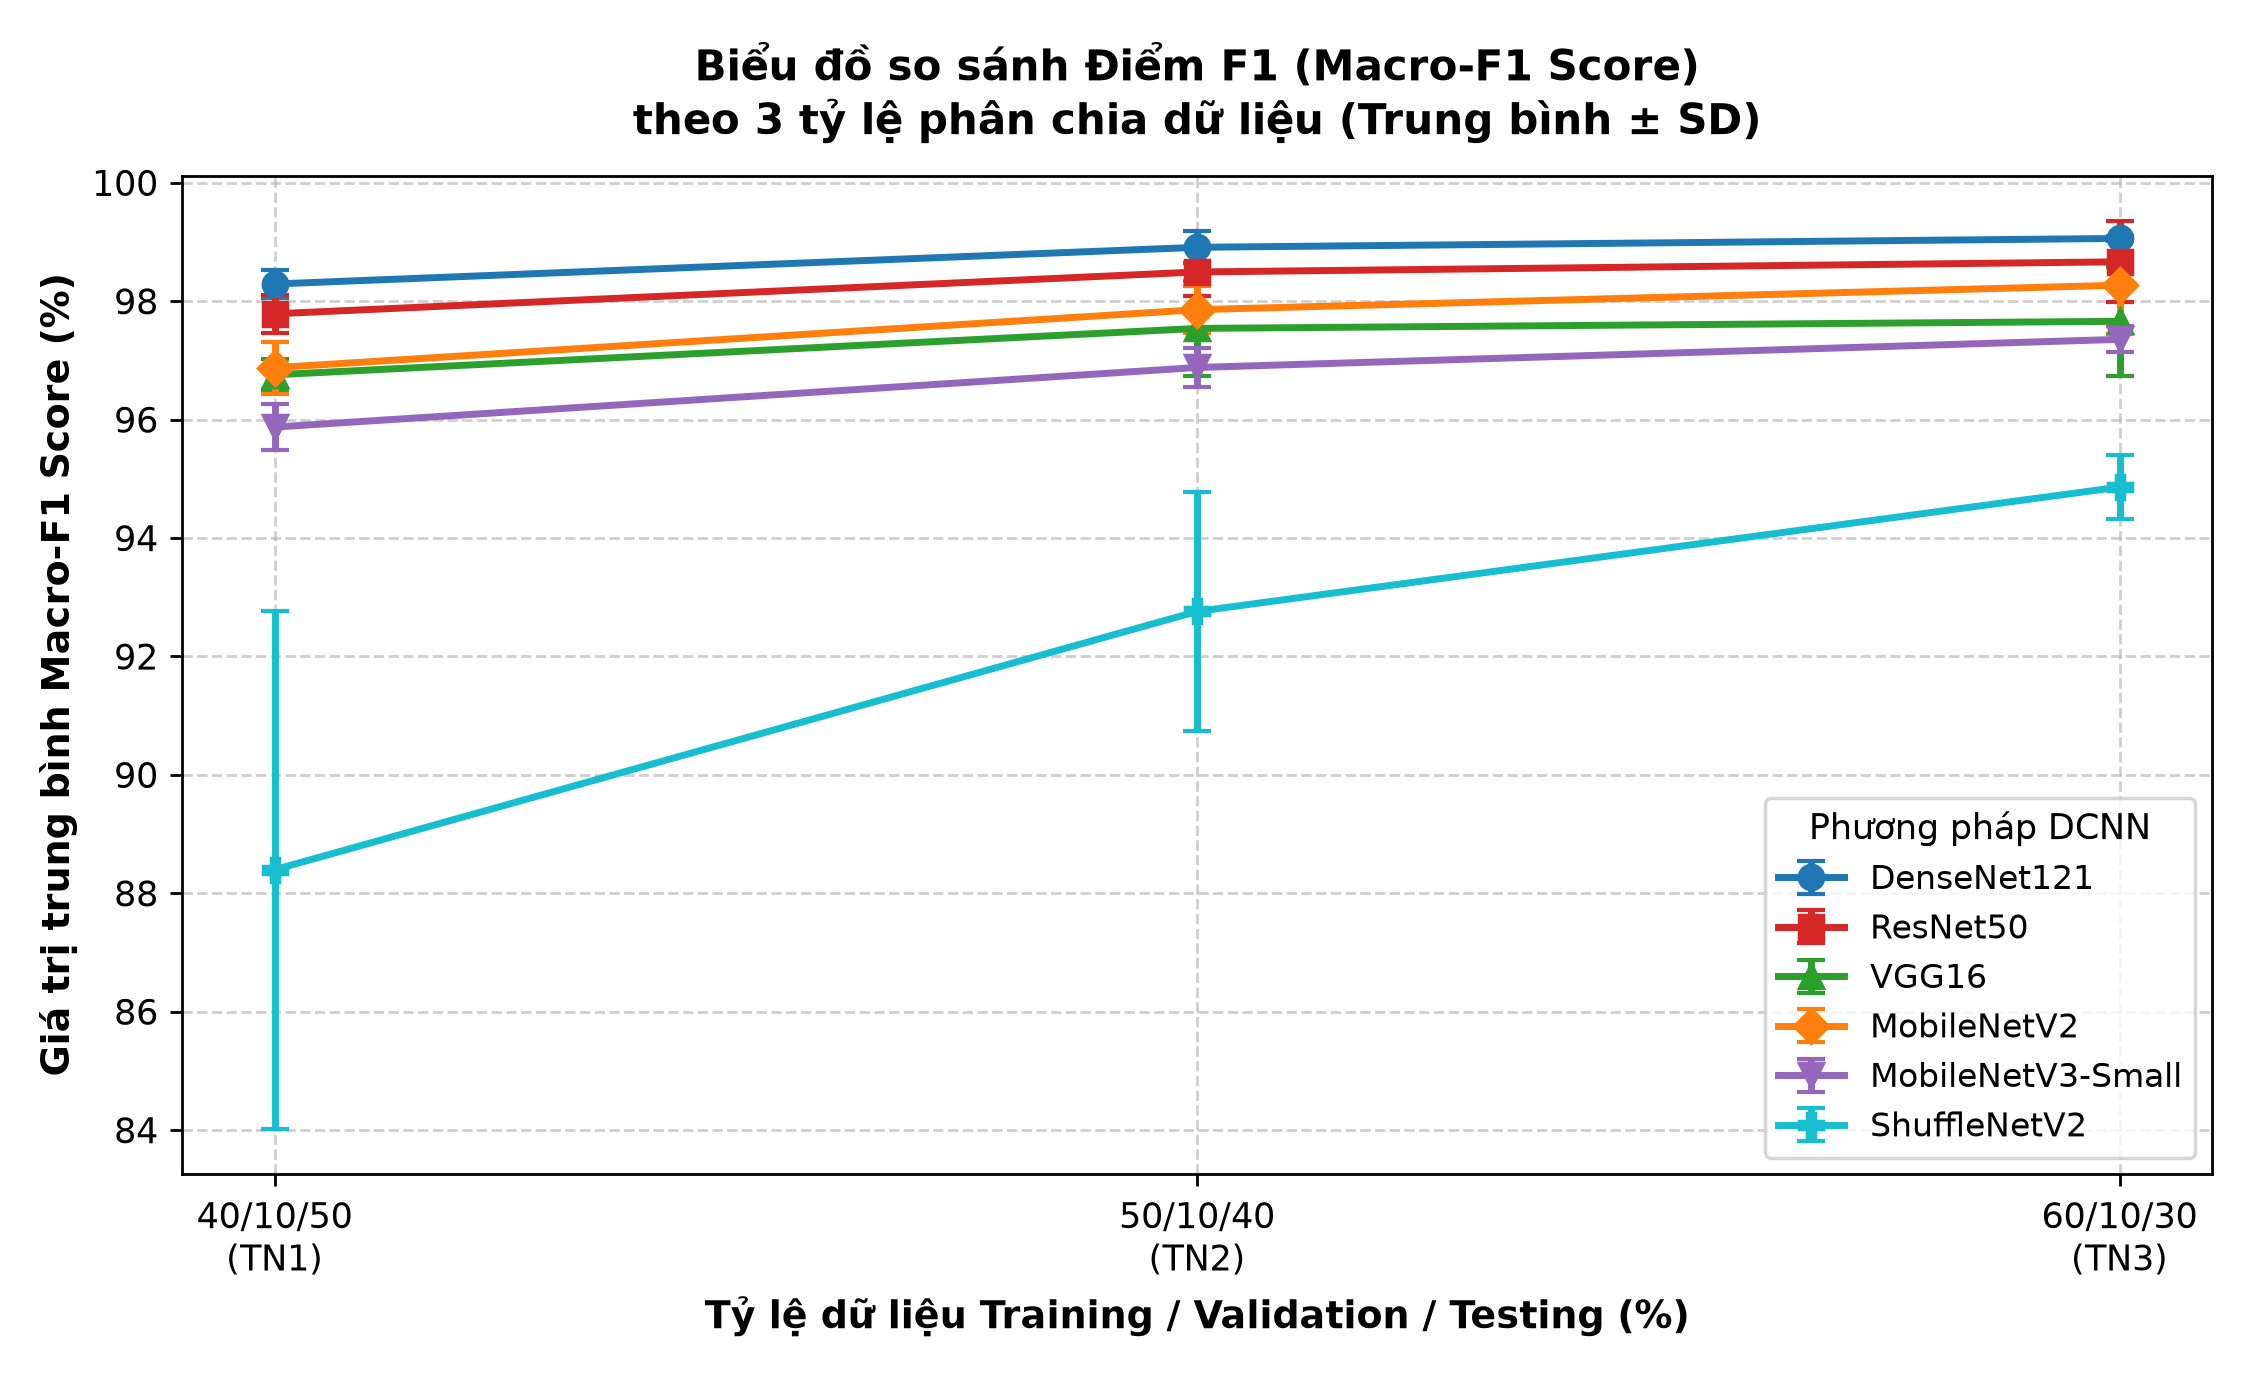 Biểu đồ so sánh Điểm F1 (Macro-F1 Score)
theo 3 tỷ lệ phân chia dữ liệu (Trung bình ± SD)
Giá trị trung bình Macro-F1 Score (%)
100
98
96
94
92
90
88
86
84
Phương pháp DCNN
DenseNet121
ResNet50
VGG16
MobileNetV2
MobileNetV3-Small
ShuffleNetV2
40/10/50
(TN1)
50/10/40
(TN2)
60/10/30
(TN3)
Tỷ lệ dữ liệu Training / Validation / Testing (%)